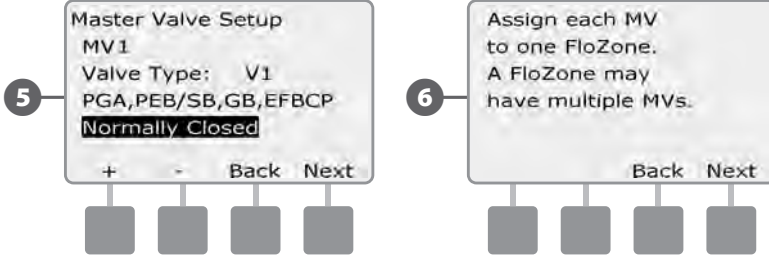 5
Master Valve Setup
MV1
Valve Type: V1
PGA,PEB/SB,GB,EFBCP
Normally Closed
+ - Back Next
6
Assign each MV
to one FloZone.
A FloZone may
have multiple MVs.
Back Next